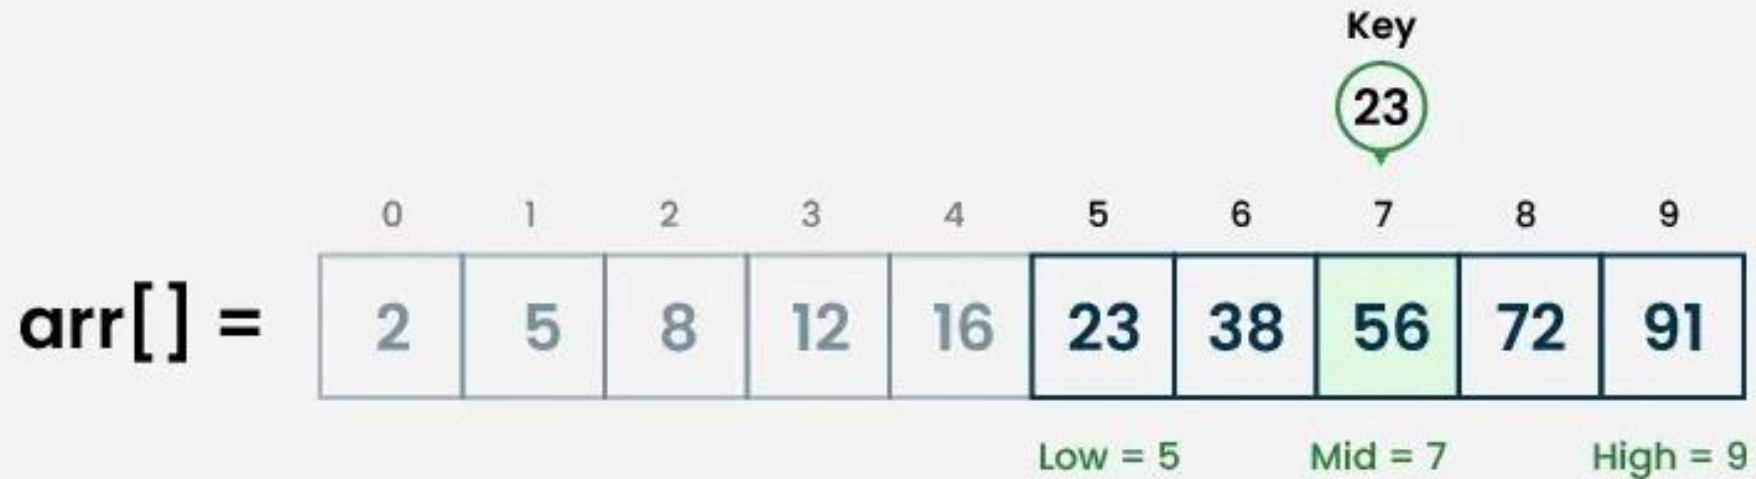 Key
23
0 1 2 3 4 5 6 7 8 9
arr[] = 2 5 8 12 16 23 38 56 72 91
Low = 5 Mid = 7 High = 9